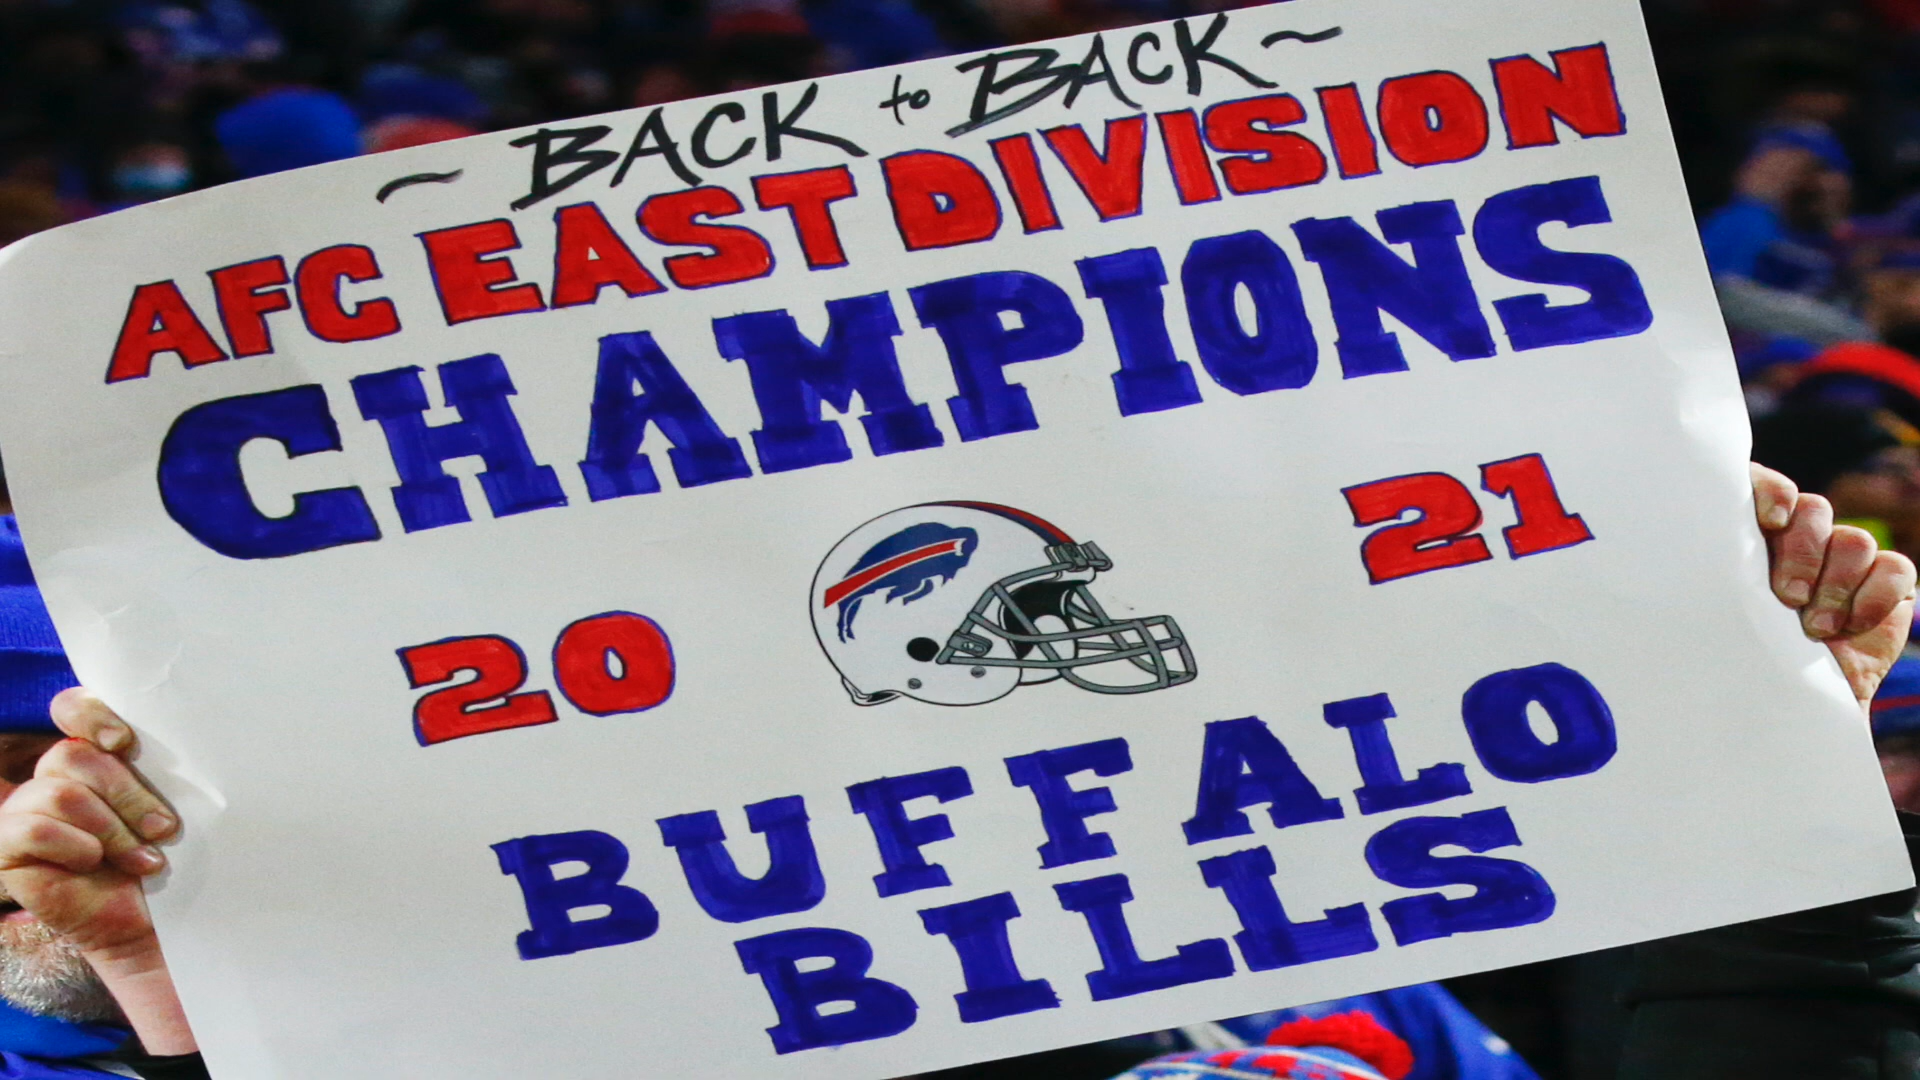 ~ BACK to BACK ~
AFC EAST DIVISION
CHAMPIONS
20 21
BUFFALO
BILLS